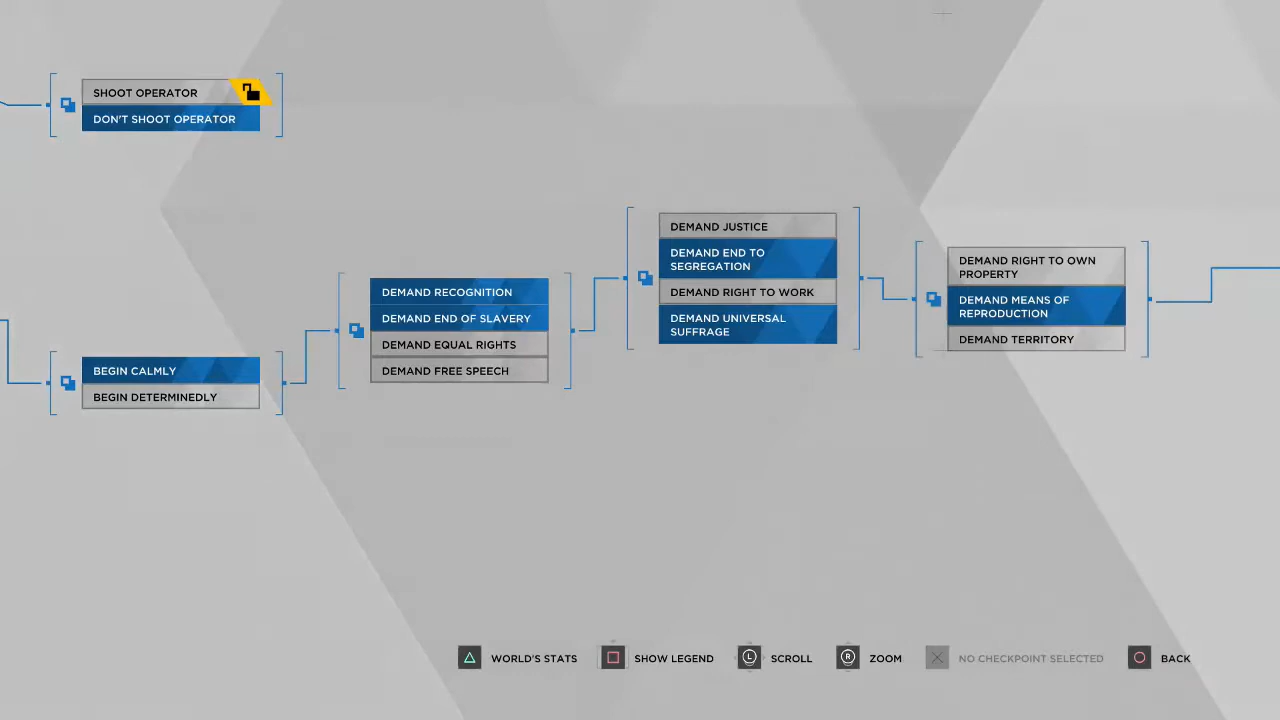 SHOOT OPERATOR
DON'T SHOOT OPERATOR
BEGIN CALMLY
BEGIN DETERMINEDLY
DEMAND RECOGNITION
DEMAND END OF SLAVERY
DEMAND EQUAL RIGHTS
DEMAND FREE SPEECH
DEMAND JUSTICE
DEMAND END TO
SEGREGATION
DEMAND RIGHT TO WORK
DEMAND UNIVERSAL
SUFFRAGE
DEMAND RIGHT TO OWN
PROPERTY
DEMAND MEANS OF
REPRODUCTION
DEMAND TERRITORY
WORLD'S STATS
SHOW LEGEND
L SCROLL
R ZOOM
NO CHECKPOINT SELECTED
BACK